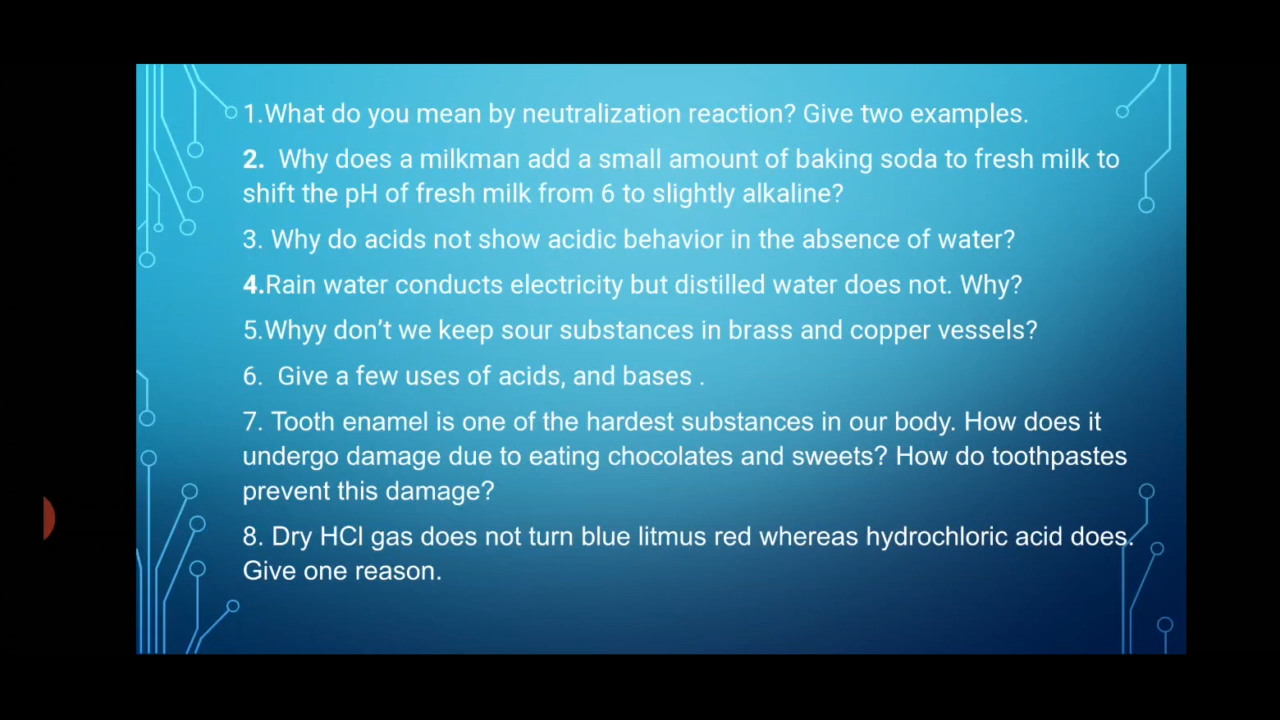 1.What do you mean by neutralization reaction? Give two examples.
2. Why does a milkman add a small amount of baking soda to fresh milk to
shift the pH of fresh milk from 6 to slightly alkaline?
3. Why do acids not show acidic behavior in the absence of water?
4.Rain water conducts electricity but distilled water does not. Why?
5.Whyy don’t we keep sour substances in brass and copper vessels?
6. Give a few uses of acids, and bases .
7. Tooth enamel is one of the hardest substances in our body. How does it
undergo damage due to eating chocolates and sweets? How do toothpastes
prevent this damage?
8. Dry HCl gas does not turn blue litmus red whereas hydrochloric acid does.
Give one reason.